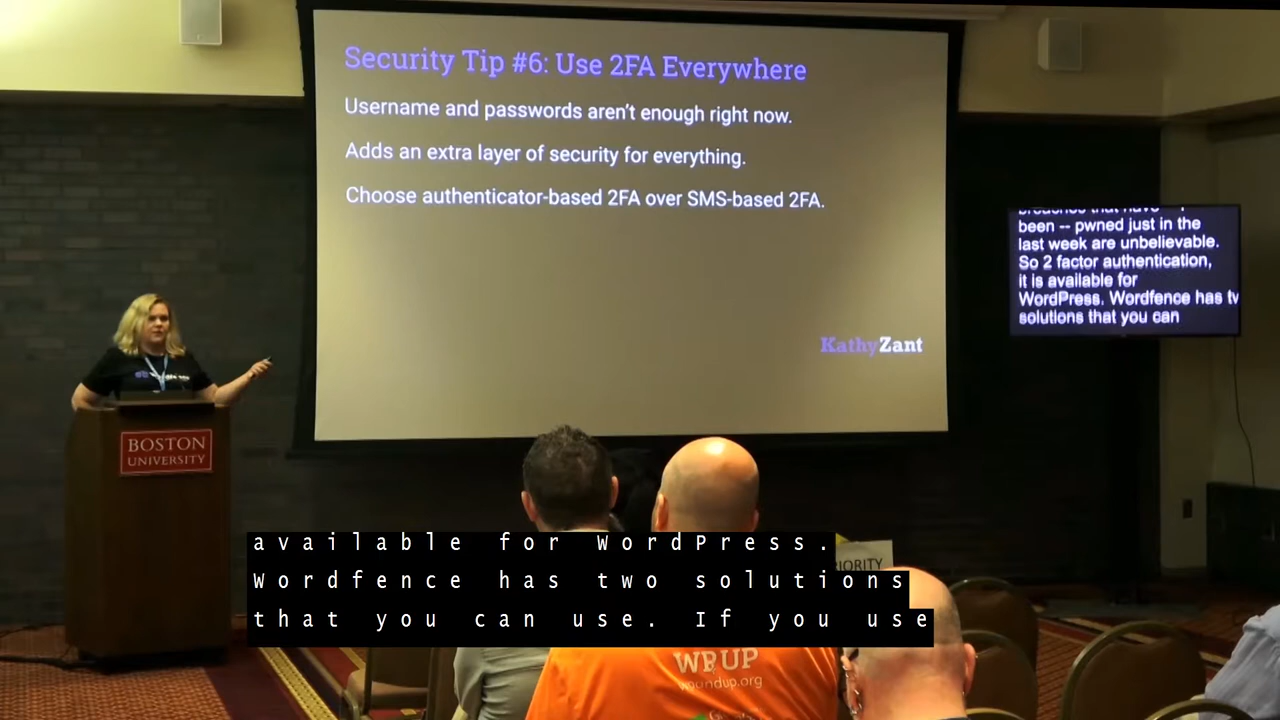 Security Tip #6: Use 2FA Everywhere
Username and passwords aren't enough right now.
Adds an extra layer of security for everything.
Choose authenticator-based 2FA over SMS-based 2FA.
KathyZant
been -- pwned just in the
last week are unbelievable.
So 2 factor authentication,
it is available for
WordPress. Wordfence has
solutions that you can
BOSTON
UNIVERSITY
available for WordPress.
Wordfence has two solutions
that you can use. If you use